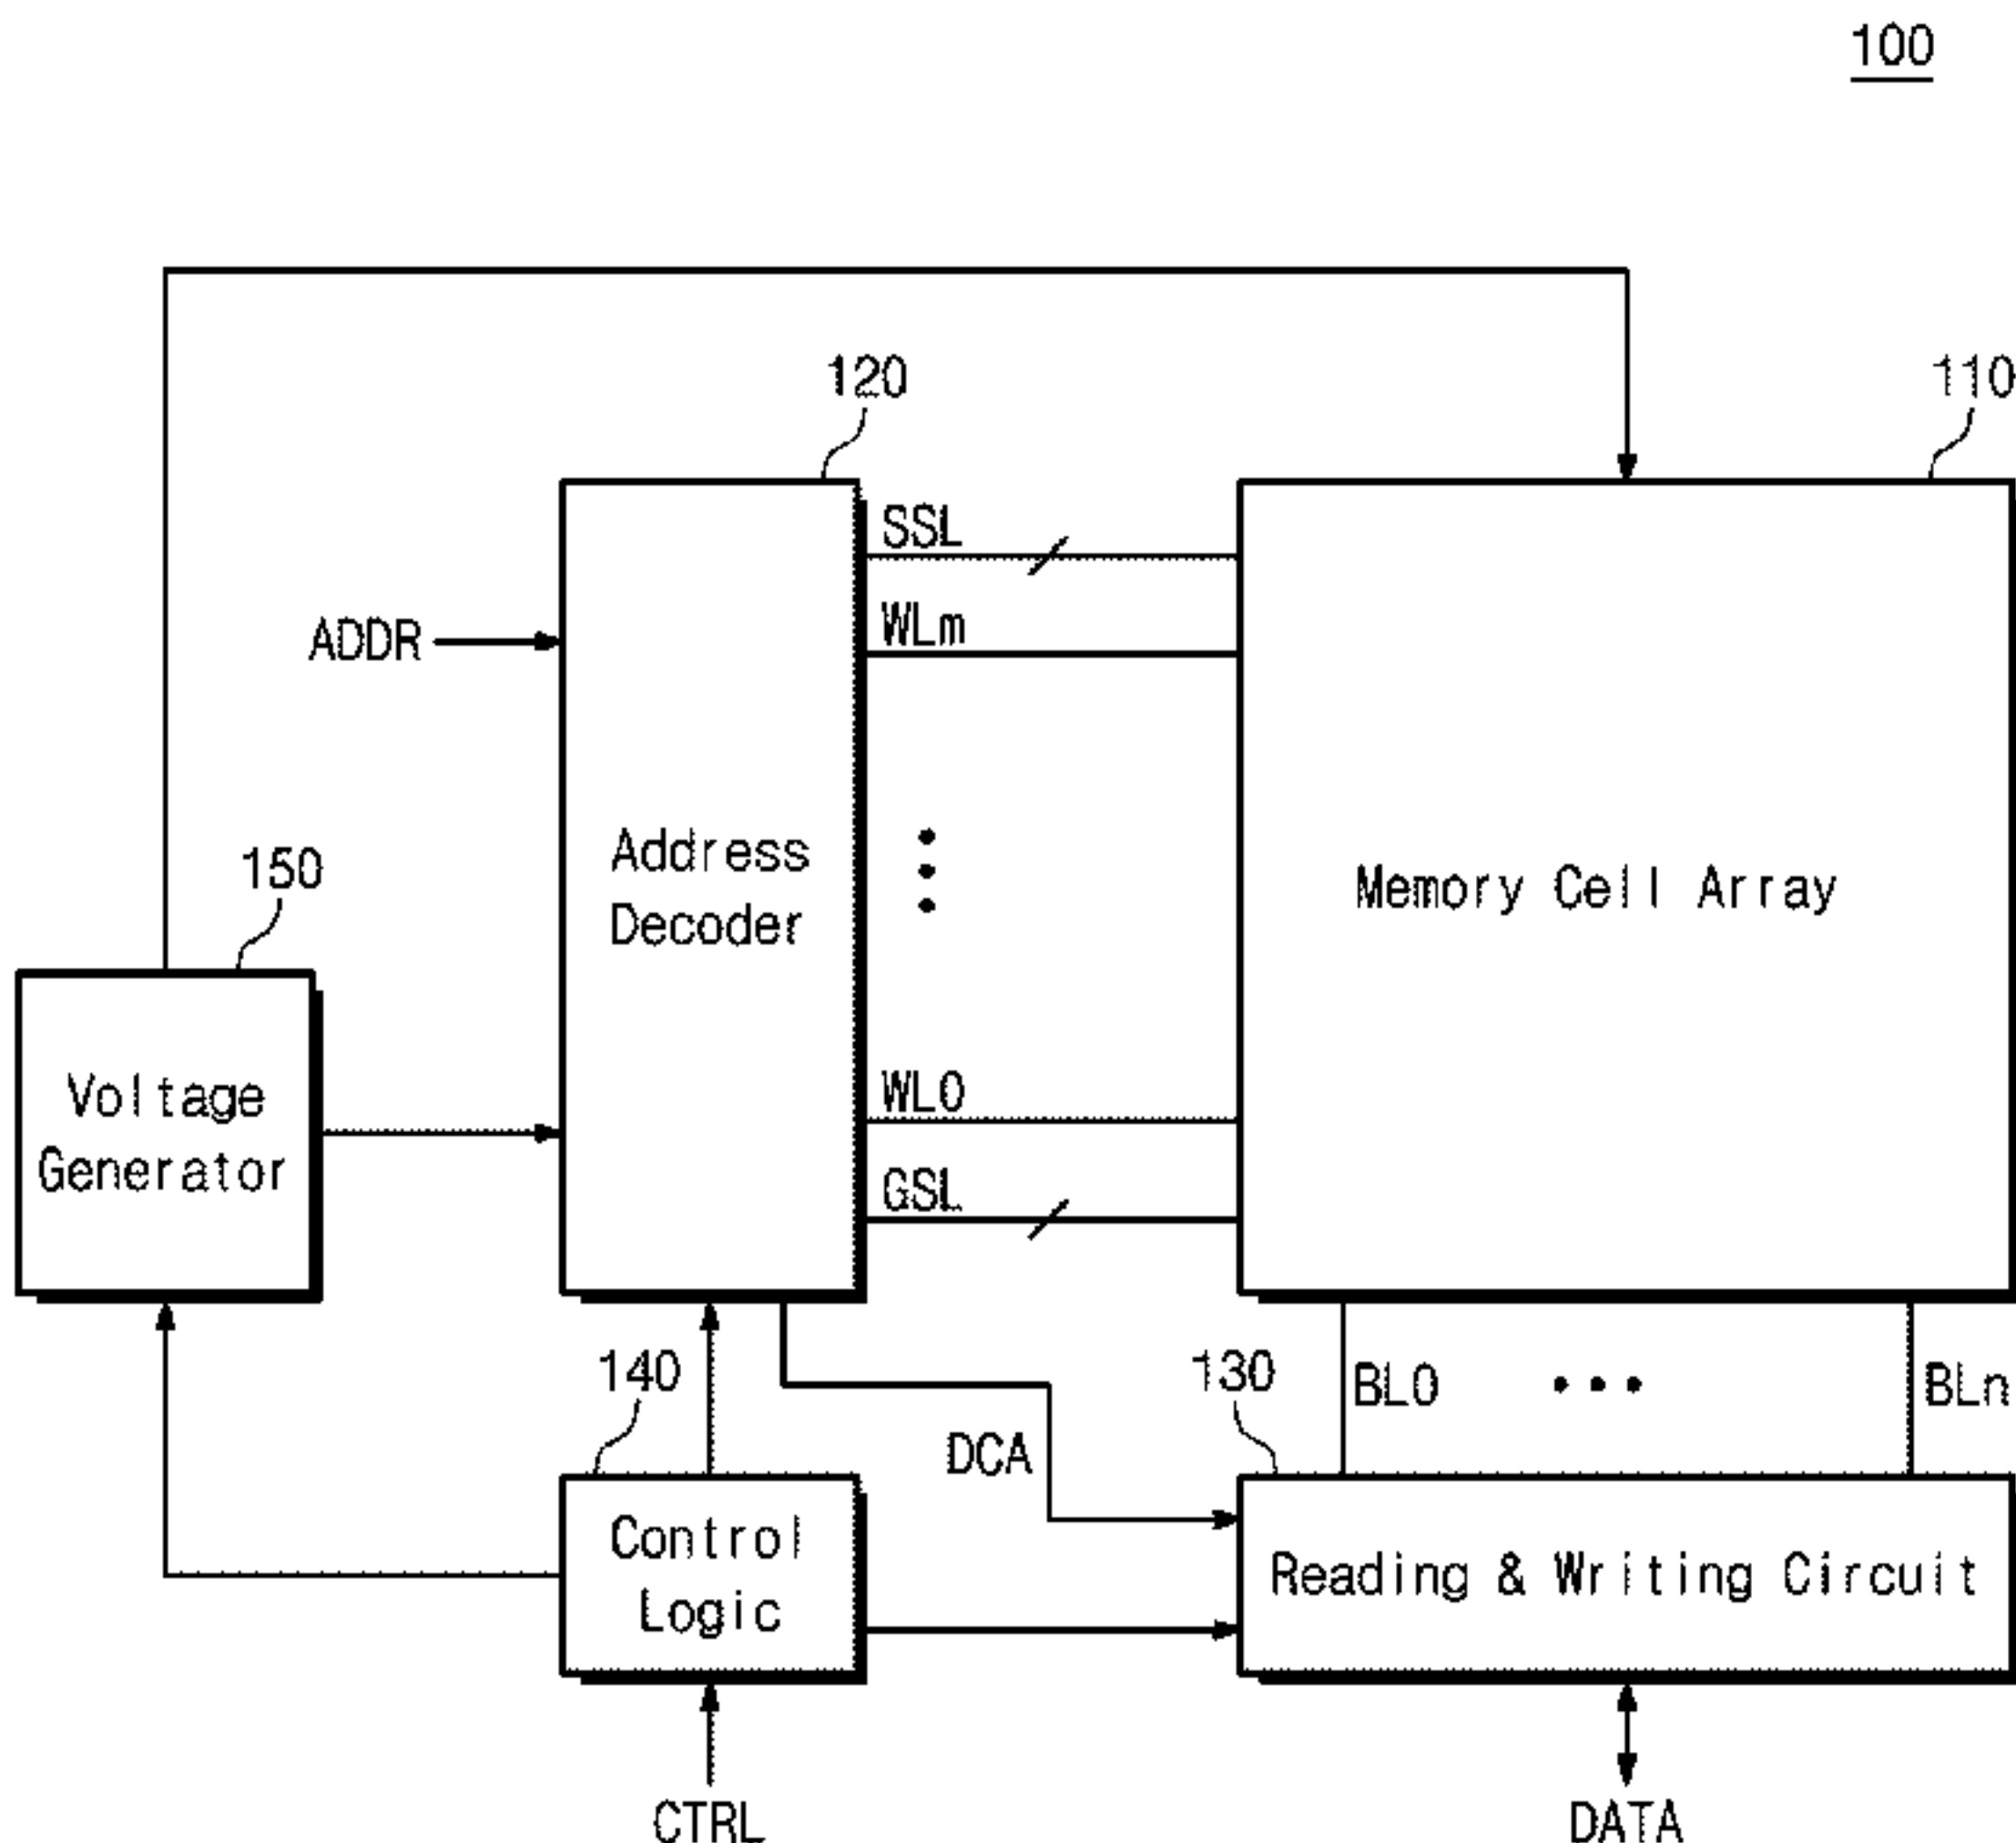 100
120
110
SSL
WLm
ADDR
Address
Decoder
Memory Cell Array
150
Voltage
Generator
WL0
GSL
140
130
BL0
BLn
DCA
Control
Logic
Reading & Writing Circuit
CTRL
DATA